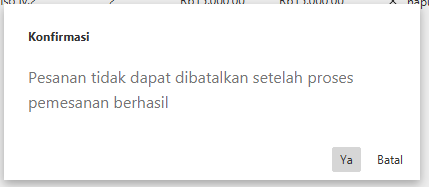 Konfirmasi
Pesanan tidak dapat dibatalkan setelah proses
pemesanan berhasil
Ya
Batal